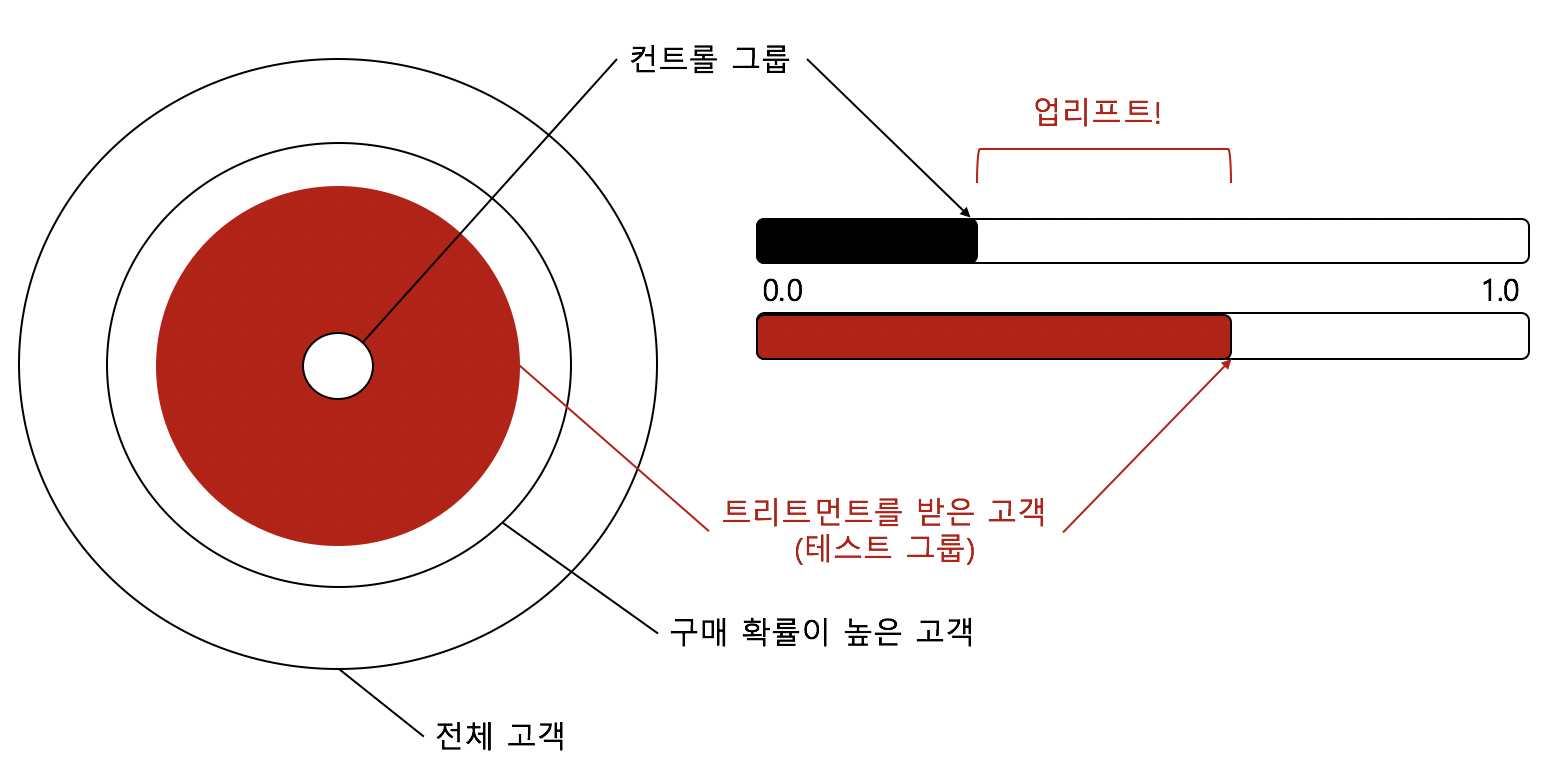 컨트롤 그룹
업리프트!
0.0
1.0
트리트먼트를 받은 고객
(테스트 그룹)
구매 확률이 높은 고객
전체 고객